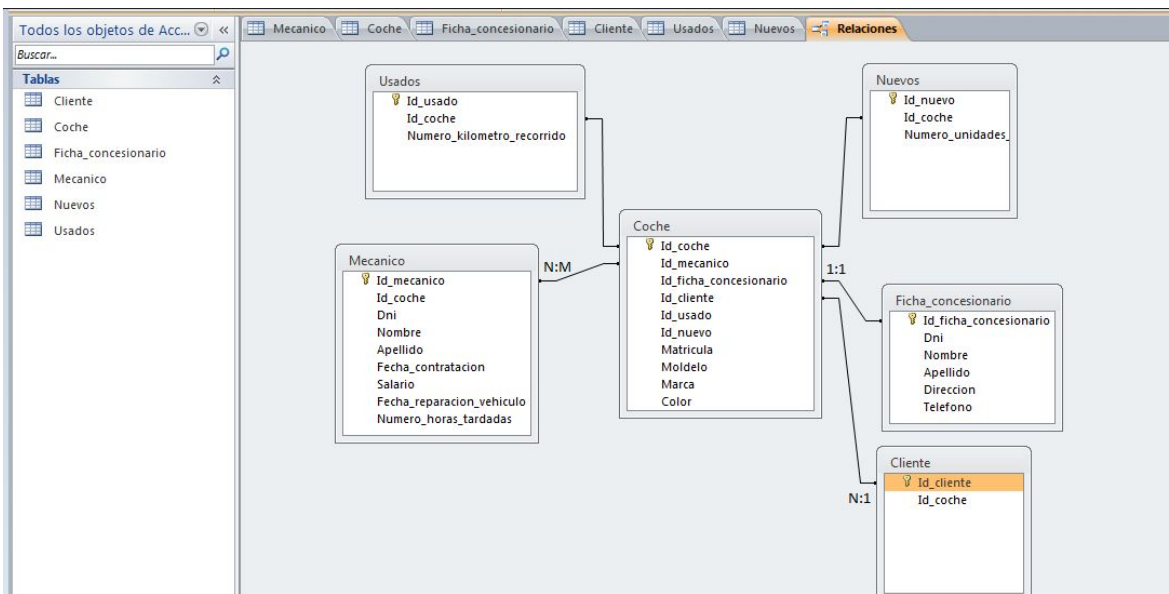 Todos los objetos de Acc... «
Buscar...
Tablas
Cliente
Coche
Ficha_concesionario
Mecanico
Nuevos
Usados
Mecanico Coche Ficha_concesionario Cliente Usados Nuevos Relaciones
Usados
Id_usado
Id_coche
Numero_kilometro_recorrido
Nuevos
Id_nuevo
Id_coche
Numero_unidades_
Mecanico
Id_mecanico
Id_coche
Dni
Nombre
Apellido
Fecha_contratacion
Salario
Fecha_reparacion_vehiculo
Numero_horas_tardadas
N:M
Coche
Id_coche
Id_mecanico
Id_ficha_concesionario
Id_cliente
Id_usado
Id_nuevo
Matricula
Moldelo
Marca
Color
1:1
Ficha_concesionario
Id_ficha_concesionario
Dni
Nombre
Apellido
Direccion
Telefono
Cliente
Id_cliente
Id_coche
N:1